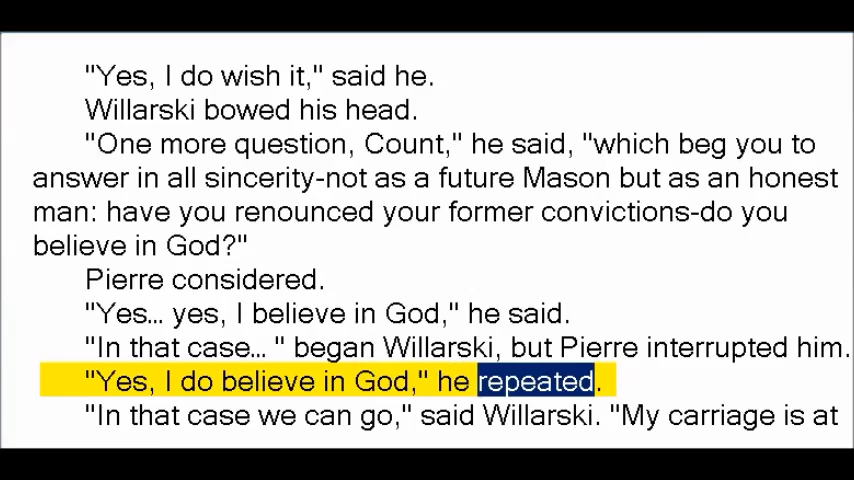 "Yes, I do wish it," said he.
Willarski bowed his head.
"One more question, Count," he said, "which beg you to
answer in all sincerity-not as a future Mason but as an honest
man: have you renounced your former convictions-do you
believe in God?"
Pierre considered.
"Yes... yes, I believe in God," he said.
"In that case... " began Willarski, but Pierre interrupted him.
"Yes, I do believe in God," he repeated.
"In that case we can go," said Willarski. "My carriage is at